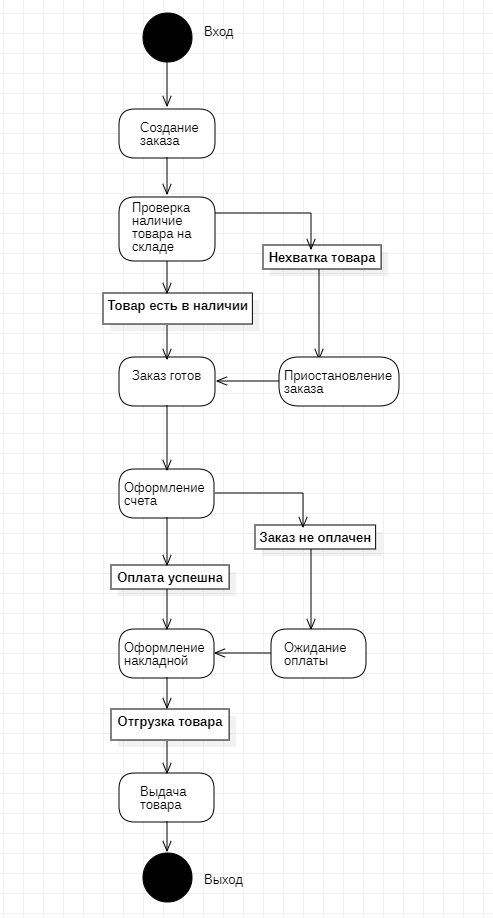 Вход
Создание
заказа
Проверка
наличие
товара на
складе
Нехватка товара
Товар есть в наличии
Заказ готов
Приостановление
заказа
Оформление
счета
Заказ не оплачен
Оплата успешна
Оформление
накладной
Ожидание
оплаты
Отгрузка товара
Выдача
товара
Выход